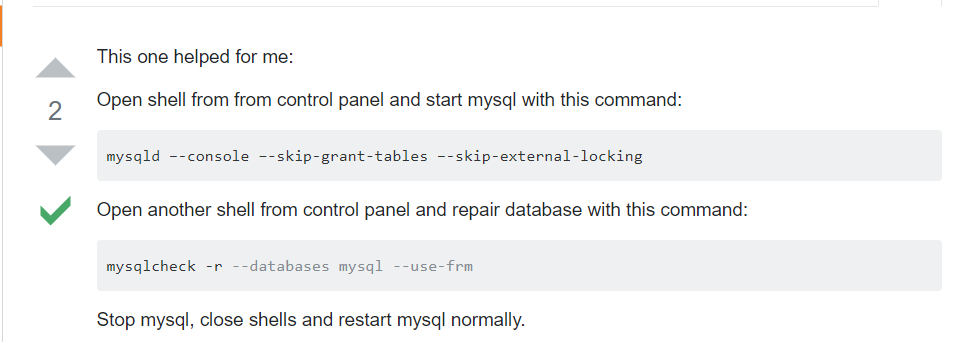 This one helped for me:
2
Open shell from from control panel and start mysql with this command:
mysqld –-console –-skip-grant-tables –-skip-external-locking
Open another shell from control panel and repair database with this command:
mysqlcheck -r --databases mysql --use-frm
Stop mysql, close shells and restart mysql normally.